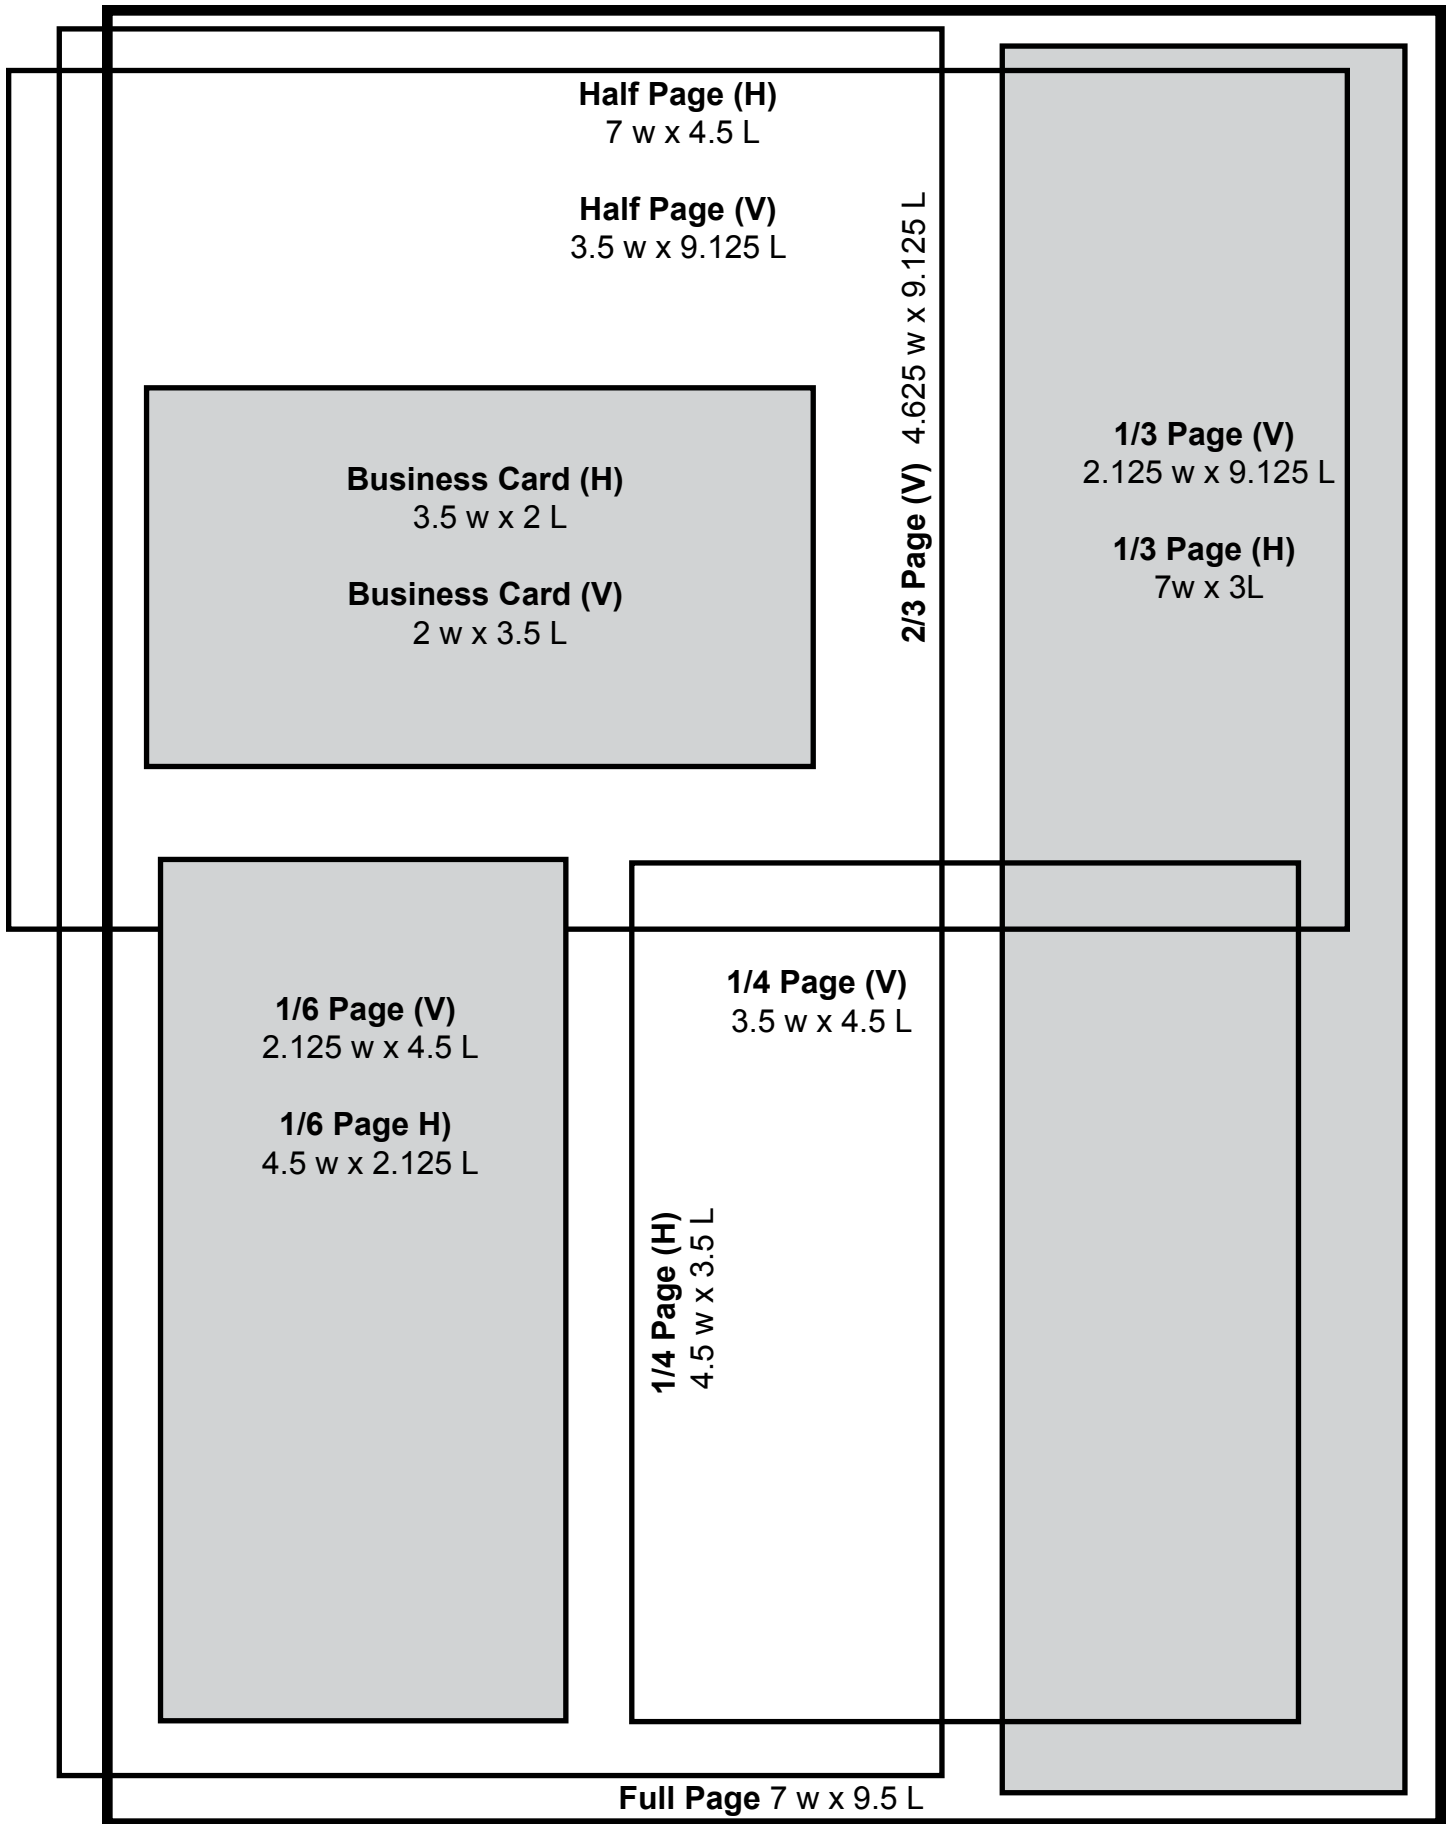 Half Page (H)
7 w x 4.5 L
Half Page (V)
3.5 w x 9.125 L
2/3 Page (V) 4.625 w x 9.125 L
1/3 Page (V)
2.125 w x 9.125 L
1/3 Page (H)
7w x 3L
Business Card (H)
3.5 w x 2 L
Business Card (V)
2 w x 3.5 L
1/6 Page (V)
2.125 w x 4.5 L
1/6 Page H)
4.5 w x 2.125 L
1/4 Page (V)
3.5 w x 4.5 L
1/4 Page (H)
4.5 w x 3.5 L
Full Page 7 w x 9.5 L